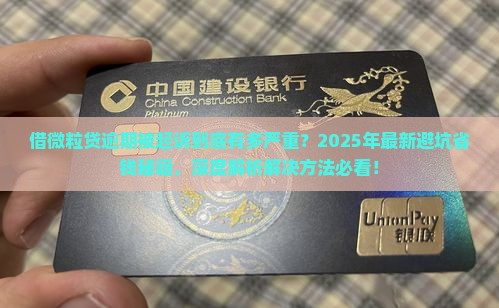 中国建设银行
China Construction Bank
Platinum
借微粒贷逾期被起诉到底有多严重？2025年最新避坑省
钱秘籍，深度解析解决方法必看！
UnionPay
银联